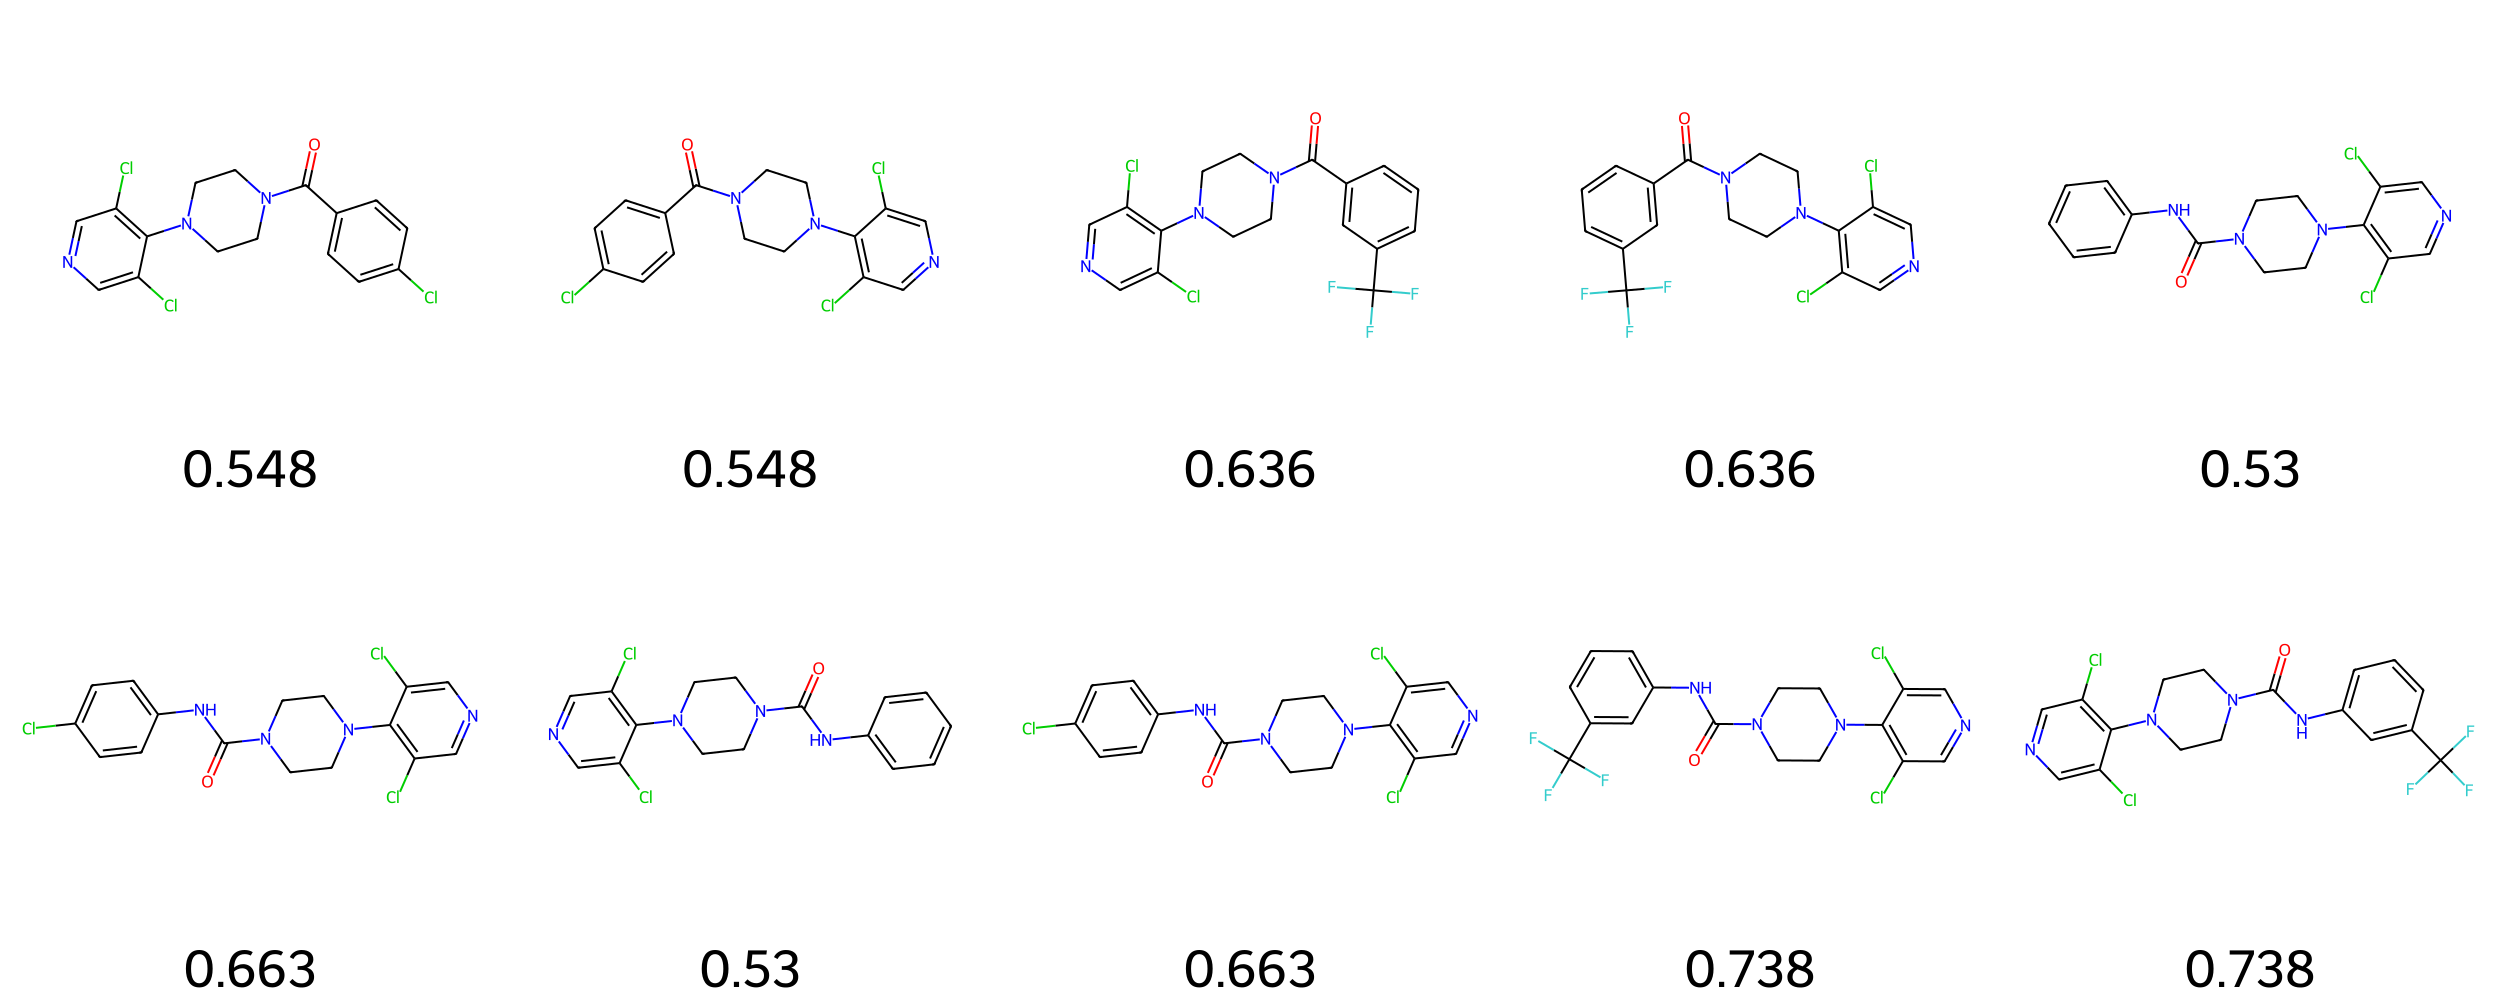 O Cl N N N Cl Cl
0.548
O Cl N N N Cl Cl
0.548
O Cl N N N Cl F F F
0.636
O Cl N N N Cl F F F
0.636
Cl NH N N N O Cl
0.53
Cl NH N N N O Cl Cl
0.663
Cl O N N N NH Cl
0.53
Cl NH N N N O Cl Cl
0.663
Cl NH N N N O Cl F F F
0.738
O Cl N N N N H Cl F F F
0.738